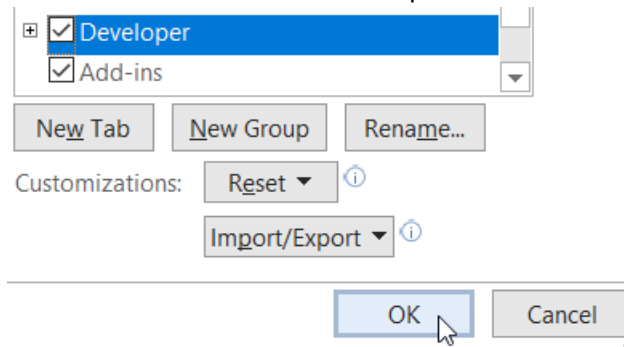 Developer
Add-ins
New Tab New Group Rename...
Customizations: Reset
Import/Export
OK Cancel